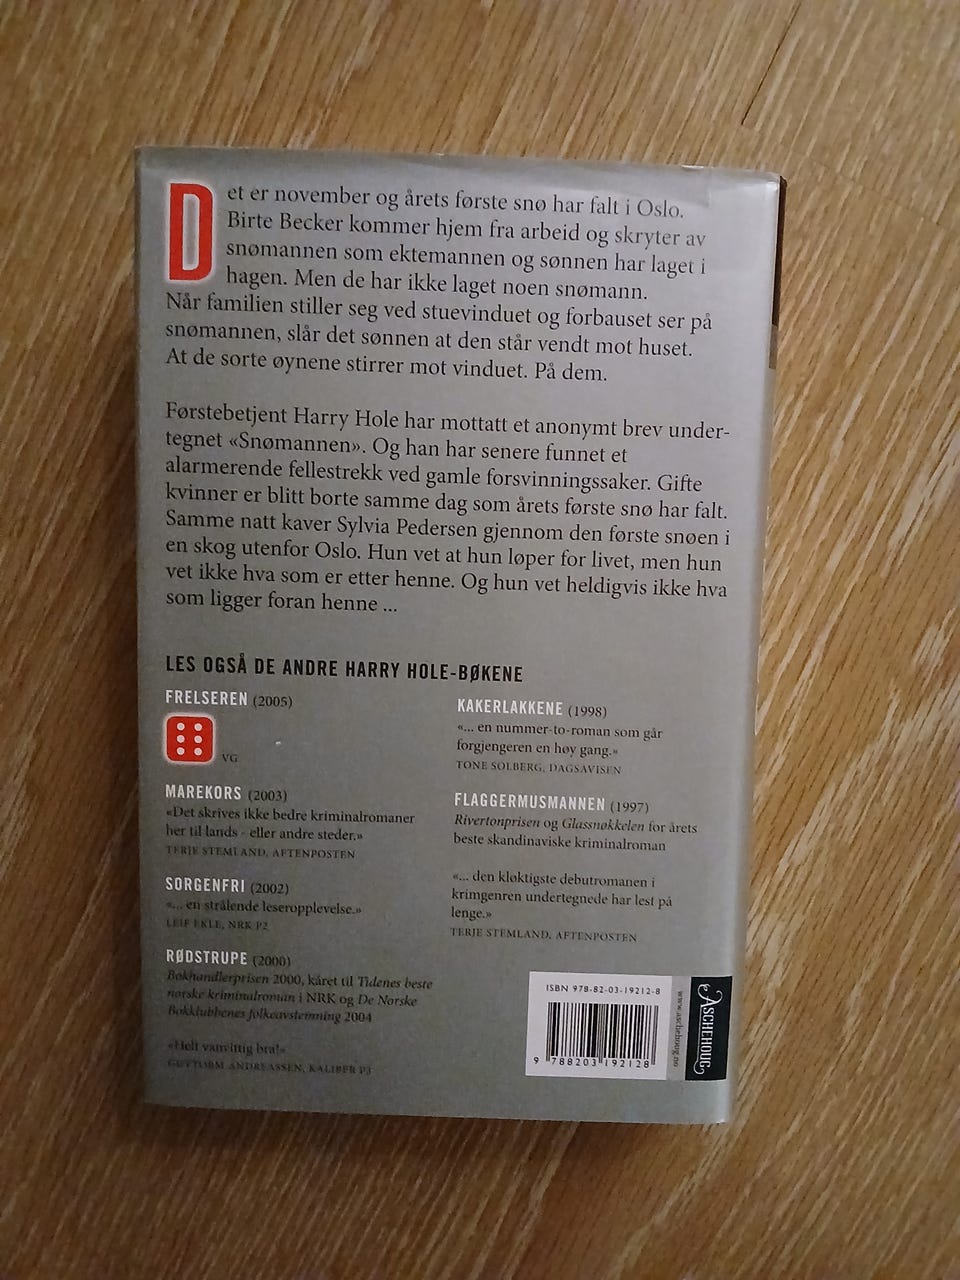 Det er november og årets første snø har falt i Oslo.
Birte Becker kommer hjem fra arbeid og skryter av
snømannen som ektemannen og sønnen har laget i
hagen. Men de har ikke laget noen snømann.
Når familien stiller seg ved stuevinduet og forbauset ser på
snømannen, slår det sønnen at den står vendt mot huset.
At de sorte øynene stirrer mot vinduet. På dem.
Førstebetjent Harry Hole har mottatt et anonymt brev under-
tegnet «Snømannen». Og han har senere funnet et
alarmerende fellestrekk ved gamle forsvinningssaker. Gifte
kvinner er blitt borte samme dag som årets første snø har falt.
Samme natt kaver Sylvia Pedersen gjennom den første snøen i
en skog utenfor Oslo. Hun vet at hun løper for livet, men hun
vet ikke hva som er etter henne. Og hun vet heldigvis ikke hva
som ligger foran henne ...
LES OGSÅ DE ANDRE HARRY HOLE-BØKENE
FRELSEREN (2005)
VG
MAREKORS (2003)
«Det skrives ikke bedre kriminalromaner
her til lands - eller andre steder.»
TERJE STEMLAND, AFTENPOSTEN
SORGENFRI (2002)
«... en strålende leseropplevelse.»
LEIF EKLE, NRK P2
RØDSTRUPE (2000)
Bokhandlerprisen 2000, kåret til Tidenes beste
norske kriminalroman i NRK og De Norske
Bokklubbenes folkeavstemning 2004
«Helt vanvittig bra!»
GUTTORM ANDREASSEN, KALIBER P3
KAKERLAKKENE (1998)
«... en nummer-to-roman som går
forgjengeren en høy gang.»
TONE SOLBERG, DAGSAVISEN
FLAGGERMUSMANNEN (1997)
Rivertonprisen og Glassnøkkelen for årets
beste skandinaviske kriminalroman
«... den kløktigste debutromanen i
krimgenren undertegnede har lest på
lenge.»
TERJE STEMLAND, AFTENPOSTEN
ISBN 978-82-03-19212-8
9 788203 192128
www.aschehoug.no
ASCHEHOUG